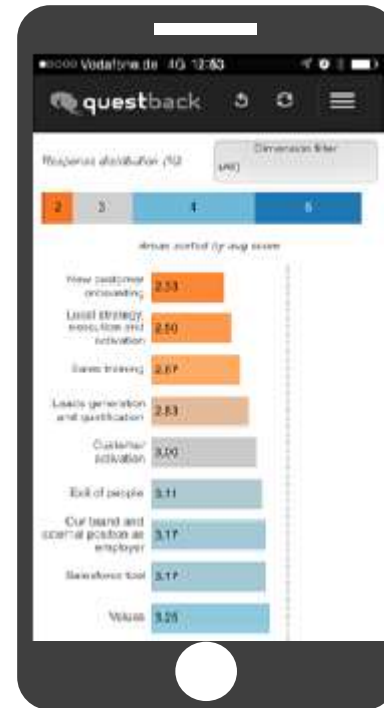 Vodafone.de 4G 12:53
questback
Response distribution (%)
Dimension filter
(All)
2 3 4 5
Areas sorted by avg score
New customer
onboarding
2.33
Local strategy,
execution and
activation
2.50
Sales training
2.67
Leads generation
and qualification
2.83
Customer
activation
3.00
Exit of people
3.11
Our brand and
external position as
employer
3.17
Salesforce tool
3.17
Values
3.25